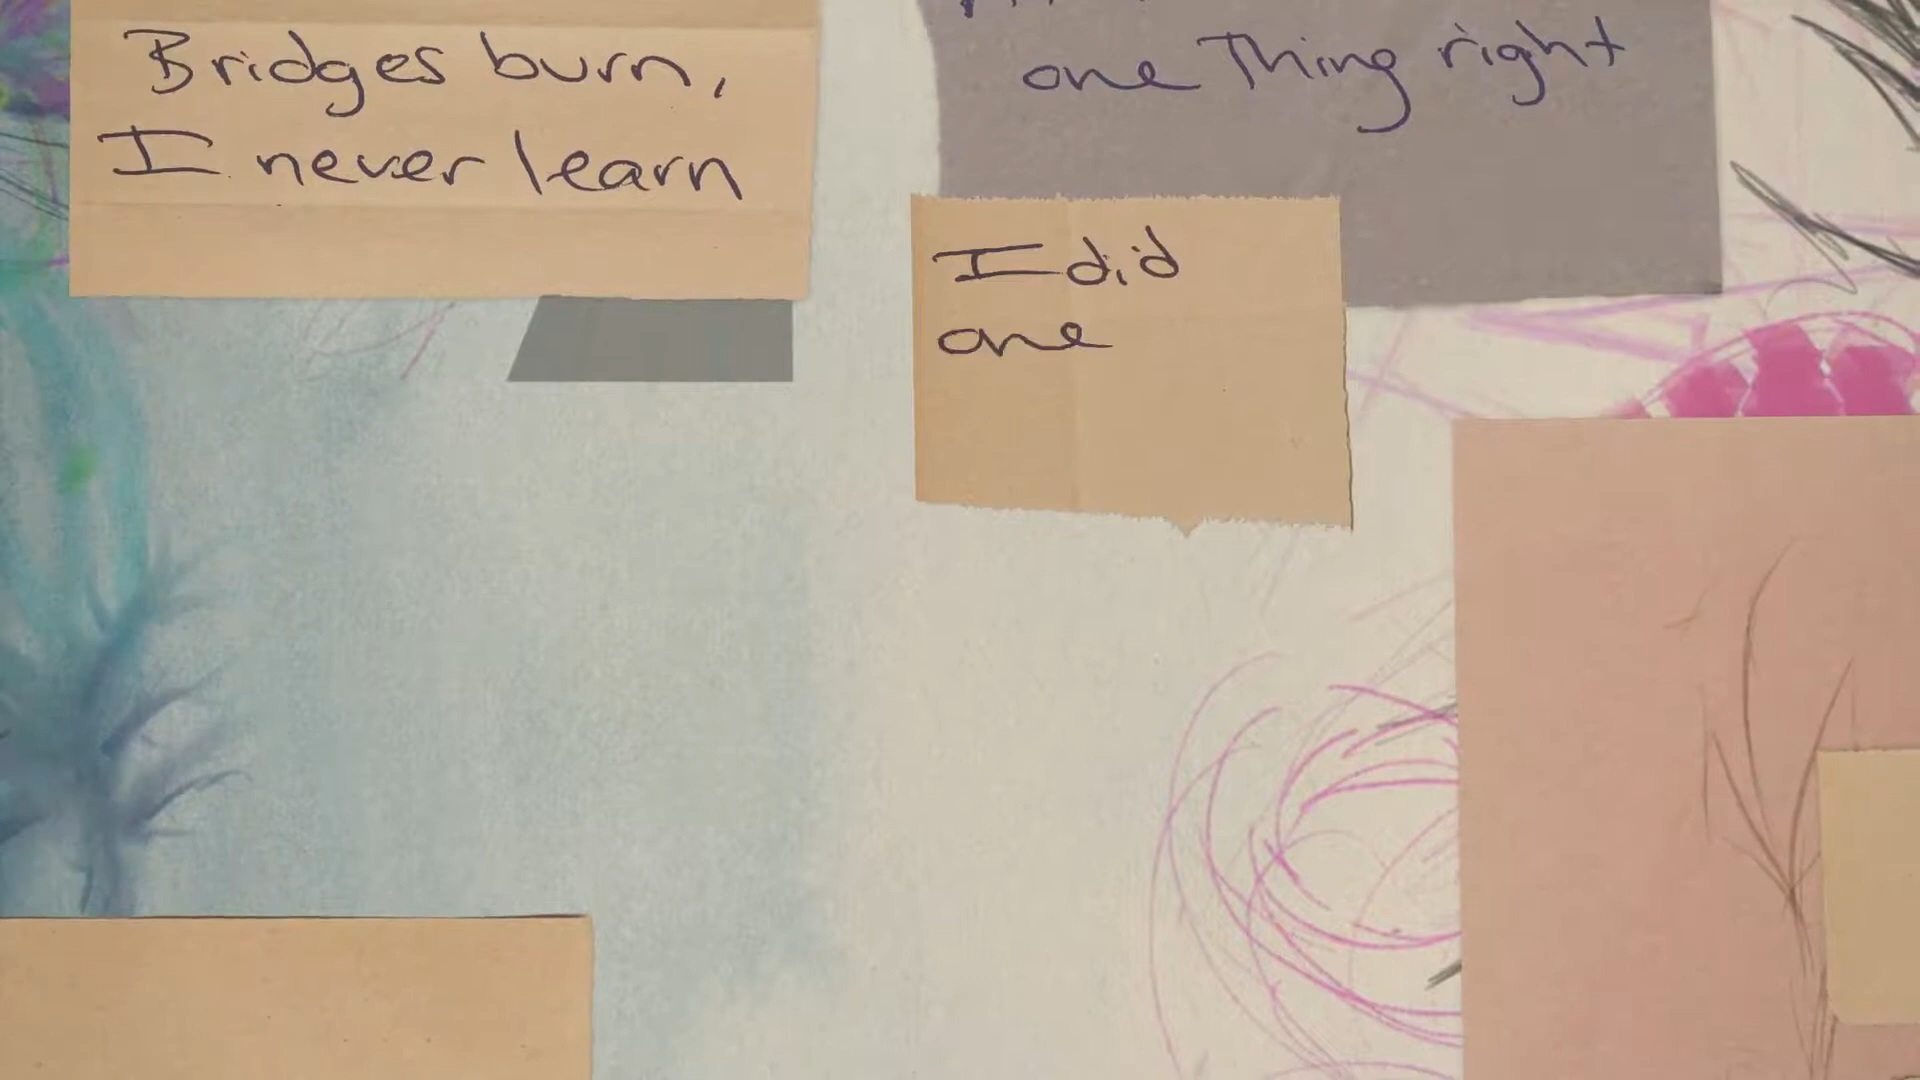 Bridges burn,
I never learn
one Thing right
I did
one